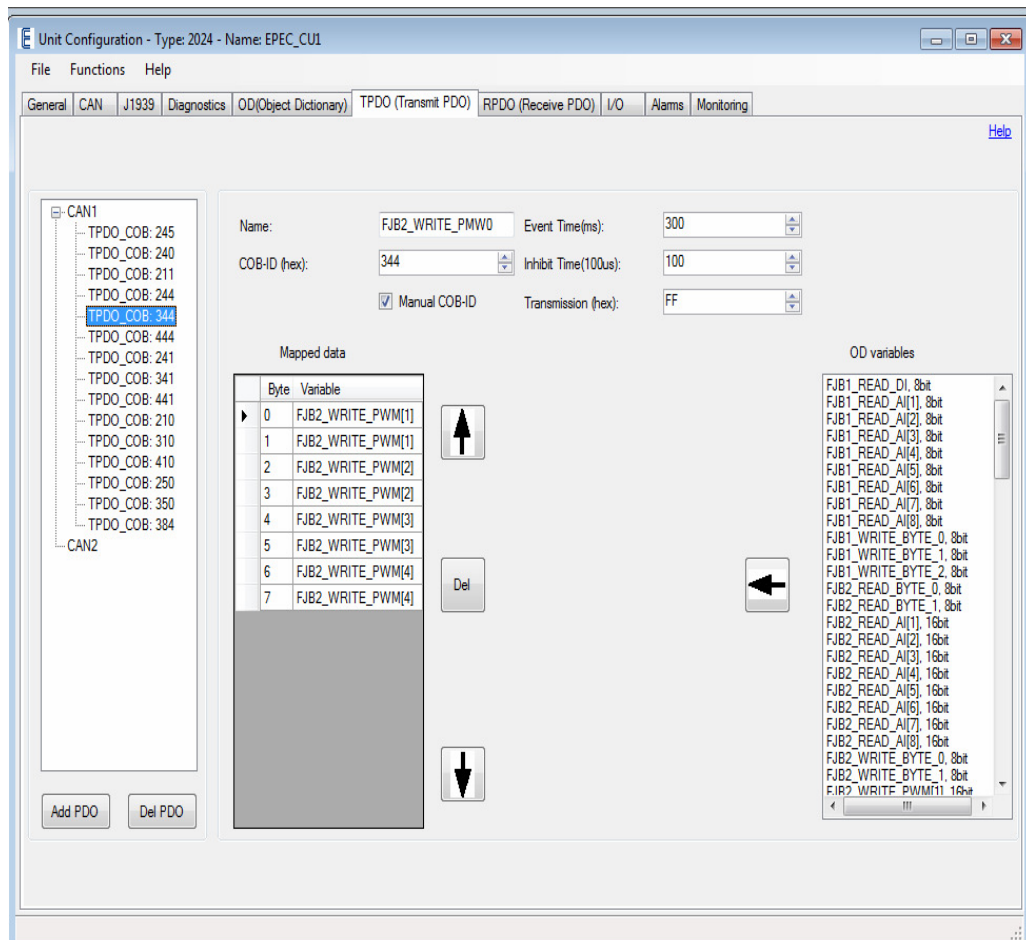 Unit Configuration - Type: 2024 - Name: EPEC_CU1
File Functions Help
General CAN J1939 Diagnostics OD(Object Dictionary) TPDO (Transmit PDO) RPDO (Receive PDO) I/O Alarms Monitoring
Help
CAN1
TPDO_COB: 245
TPDO_COB: 240
TPDO_COB: 211
TPDO_COB: 244
TPDO_COB: 344
TPDO_COB: 444
TPDO_COB: 241
TPDO_COB: 341
TPDO_COB: 441
TPDO_COB: 210
TPDO_COB: 310
TPDO_COB: 410
TPDO_COB: 250
TPDO_COB: 350
TPDO_COB: 384
CAN2
Add PDO Del PDO
Name: FJB2_WRITE_PMW0 Event Time(ms): 300
COB-ID (hex): 344 Inhibit Time(100us): 100
Manual COB-ID Transmission (hex): FF
Mapped data
Byte Variable
0 FJB2_WRITE_PWM[1]
1 FJB2_WRITE_PWM[1]
2 FJB2_WRITE_PWM[2]
3 FJB2_WRITE_PWM[2]
4 FJB2_WRITE_PWM[3]
5 FJB2_WRITE_PWM[3]
6 FJB2_WRITE_PWM[4]
7 FJB2_WRITE_PWM[4]
Del
OD variables
FJB1_READ_DI, 8bit
FJB1_READ_AI[1], 8bit
FJB1_READ_AI[2], 8bit
FJB1_READ_AI[3], 8bit
FJB1_READ_AI[4], 8bit
FJB1_READ_AI[5], 8bit
FJB1_READ_AI[6], 8bit
FJB1_READ_AI[7], 8bit
FJB1_READ_AI[8], 8bit
FJB1_WRITE_BYTE_0, 8bit
FJB1_WRITE_BYTE_1, 8bit
FJB1_WRITE_BYTE_2, 8bit
FJB2_READ_BYTE_0, 8bit
FJB2_READ_BYTE_1, 8bit
FJB2_READ_AI[1], 16bit
FJB2_READ_AI[2], 16bit
FJB2_READ_AI[3], 16bit
FJB2_READ_AI[4], 16bit
FJB2_READ_AI[5], 16bit
FJB2_READ_AI[6], 16bit
FJB2_READ_AI[7], 16bit
FJB2_READ_AI[8], 16bit
FJB2_WRITE_BYTE_0, 8bit
FJB2_WRITE_BYTE_1, 8bit
FJB2_WRITE_PWM[1], 16bit